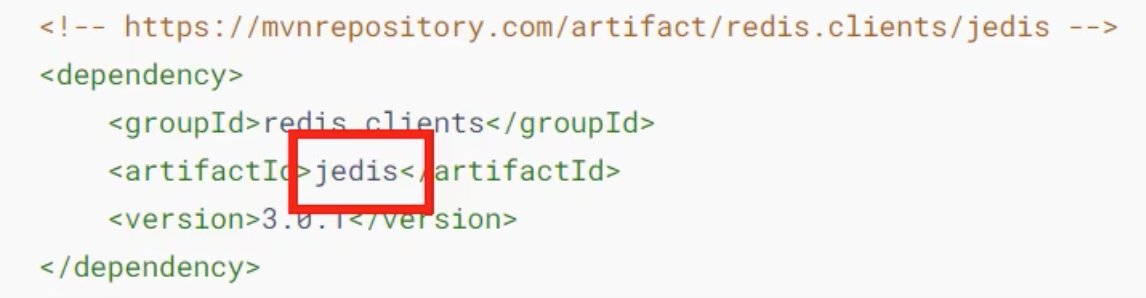 <!-- https://mvnrepository.com/artifact/redis.clients/jedis -->
<dependency>
<groupId>redis.clients</groupId>
<artifactId>jedis</artifactId>
<version>3.0.1</version>
</dependency>